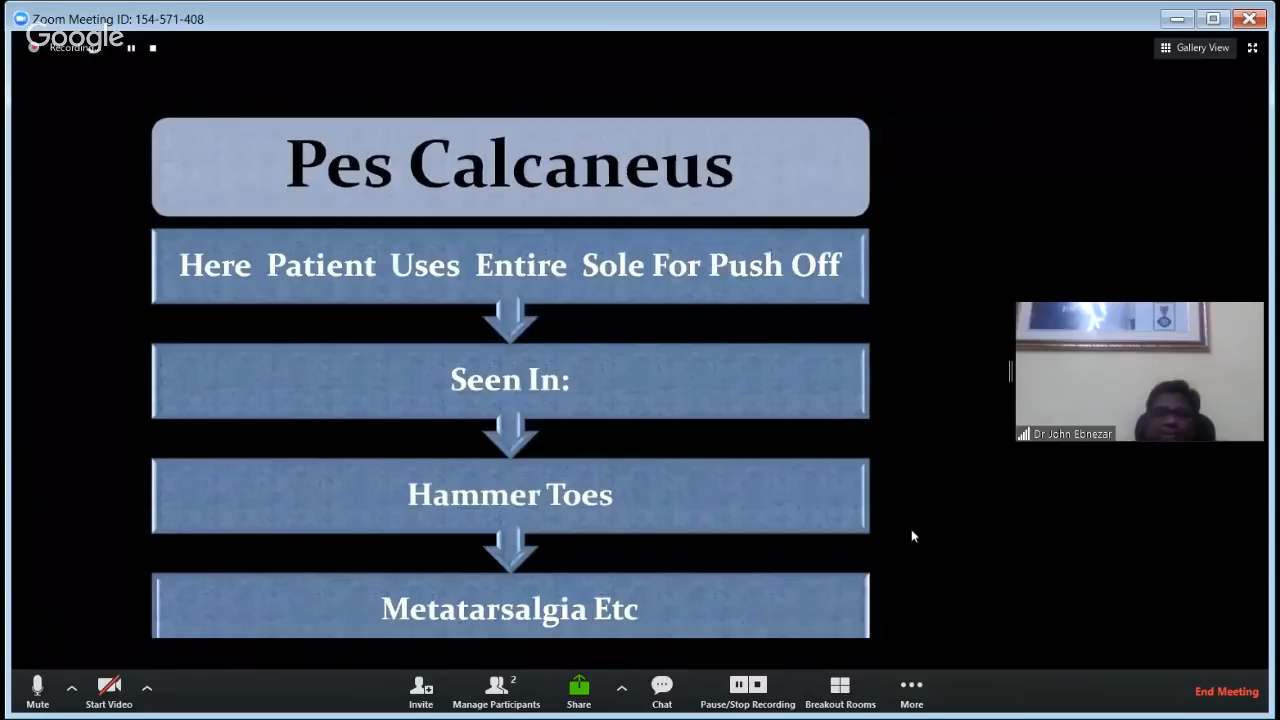 Zoom Meeting ID: 154-571-408
Google
Recording
Gallery View
Pes Calcaneus
Here Patient Uses Entire Sole For Push Off
Seen In:
Hammer Toes
Metatarsalgia Etc
Dr John Ebnezar
Mute
Start Video
Invite
2
Manage Participants
Share
Chat
Pause/Stop Recording
Breakout Rooms
More
End Meeting